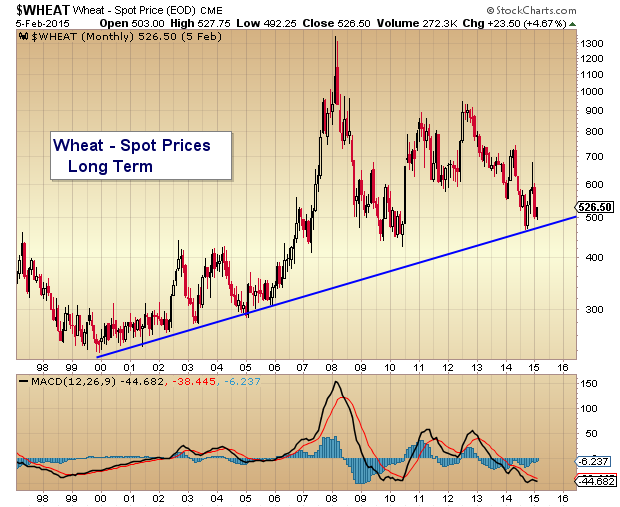 $WHEAT Wheat - Spot Price (EOD) CME © StockCharts.com
5-Feb-2015 Open 503.00 High 527.75 Low 492.25 Close 526.50 Volume 272.3K Chg +23.50 (+4.67%)
$WHEAT (Monthly) 526.50 (5 Feb)
Wheat - Spot Prices
Long Term
1300
1200
1100
1000
900
800
700
600
526.50
500
400
300
98 99 00 01 02 03 04 05 06 07 08 09 10 11 12 13 14 15 16
MACD(12,26,9) -44.682, -38.445, -6.237
150
100
50
-6.237
-44.682
98 99 00 01 02 03 04 05 06 07 08 09 10 11 12 13 14 15 16